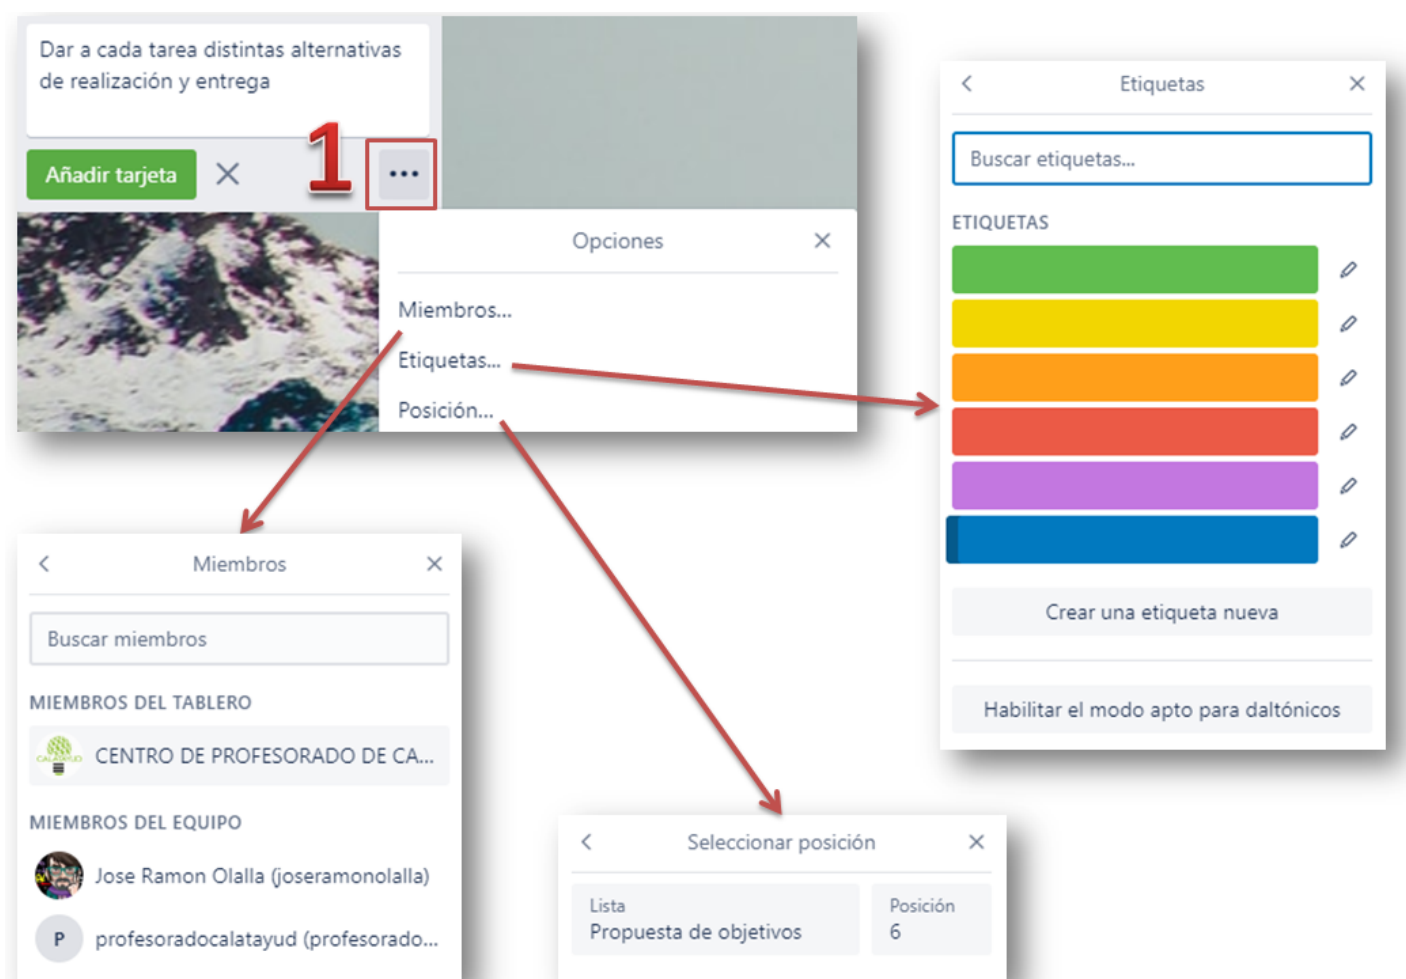 Dar a cada tarea distintas alternativas
de realización y entrega
Añadir tarjeta
1
Opciones
Miembros...
Etiquetas...
Posición...
Etiquetas
Buscar etiquetas...
ETIQUETAS
Crear una etiqueta nueva
Habilitar el modo apto para daltónicos
Miembros
Buscar miembros
MIEMBROS DEL TABLERO
CALATAYUD
CENTRO DE PROFESORADO DE CA...
MIEMBROS DEL EQUIPO
Jose Ramon Olalla (joseramonolalla)
P
profesoradocalatayud (profesorado...
Seleccionar posición
Lista
Propuesta de objetivos
Posición
6